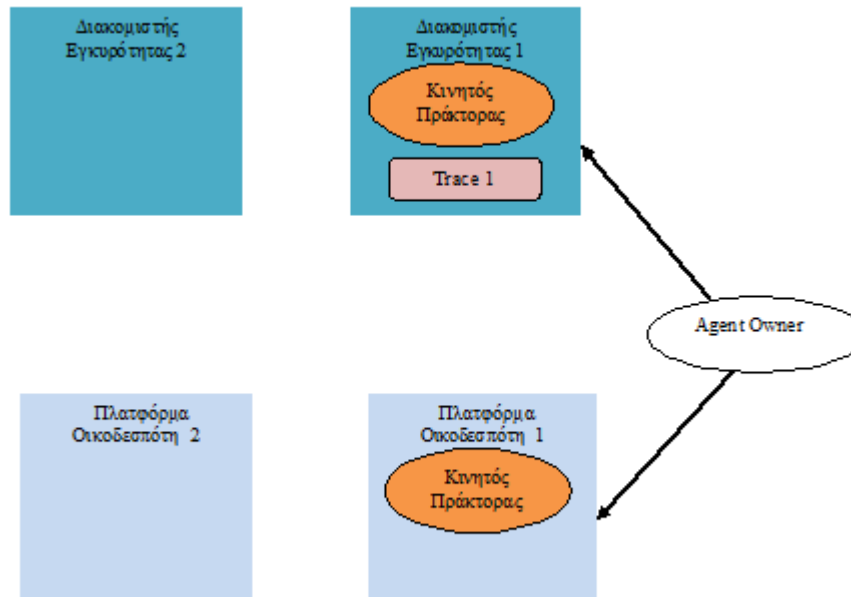 Διακομιστής
Εγκυρότητας 2
Διακομιστής
Εγκυρότητας 1
Κινητός
Πράκτορας
Trace 1
Agent Owner
Πλατφόρμα
Οικοδεσπότη 2
Πλατφόρμα
Οικοδεσπότη 1
Κινητός
Πράκτορας